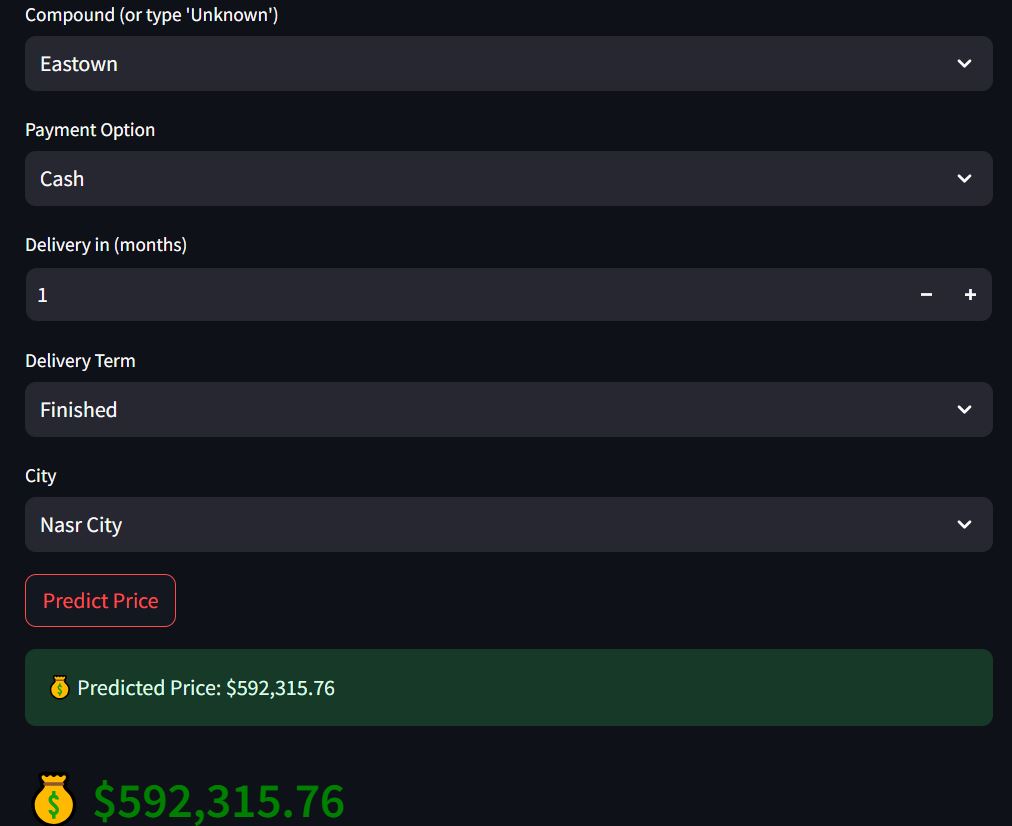 Compound (or type 'Unknown')
Eastown
Payment Option
Cash
Delivery in (months)
1
Delivery Term
Finished
City
Nasr City
Predict Price
Predicted Price: $592,315.76
$592,315.76